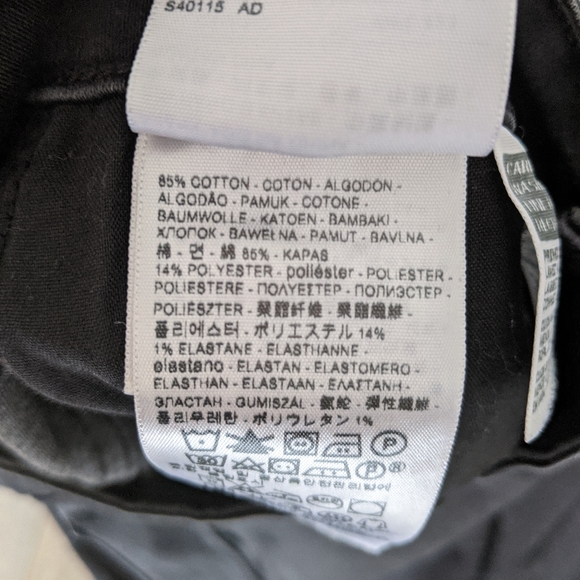 S40115 AD
85% COTTON - COTON - ALGODÓN -
ALGODÃO - PAMUK - COTONE -
BAUMWOLLE - KATOEN - BAMBAKI -
ХЛОПОК - BAWEŁNA - PAMUT - BAVLNA -
棉 - 면 - 綿 85% - KAPAS
14% POLYESTER - poliéster - POLIESTER -
POLIESTERE - ΠΟΛΥΕΣΤΕΡ - ПОЛИЭСТЕР -
POLIÉSZTER - 聚酯纤维 - 聚酯纖維 -
폴리에스터 - ポリエステル 14%
1% ELASTANE - ELASTHANNE -
elastano - ELASTAN - ELASTOMERO -
ELASTHAN - ELASTAAN - ΕΛΑΣΤΑΝΗ -
ЭЛАСТАН - GUMISZÁL - 氨纶 - 彈性纖維 -
폴리우레탄 - ポリウレタン 1%
P